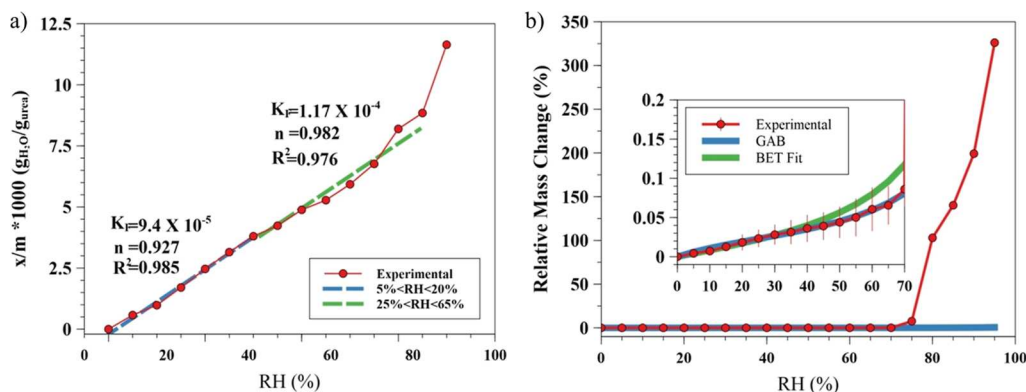 a)
12.5
10
7.5
5
2.5
0
x/m *1000 (gH₂O/gurea)
KF=1.17 X 10⁻⁴
n =0.982
R²=0.976
KF=9.4 X 10⁻⁵
n =0.927
R²=0.985
Experimental
5%<RH<20%
25%<RH<65%
0 20 40 60 80 100
RH (%)
b)
350
300
250
200
150
100
50
0
Relative Mass Change (%)
0.2
0.15
0.1
0.05
0
Experimental
GAB
BET Fit
0 10 20 30 40 50 60 70
0 20 40 60 80 100
RH (%)